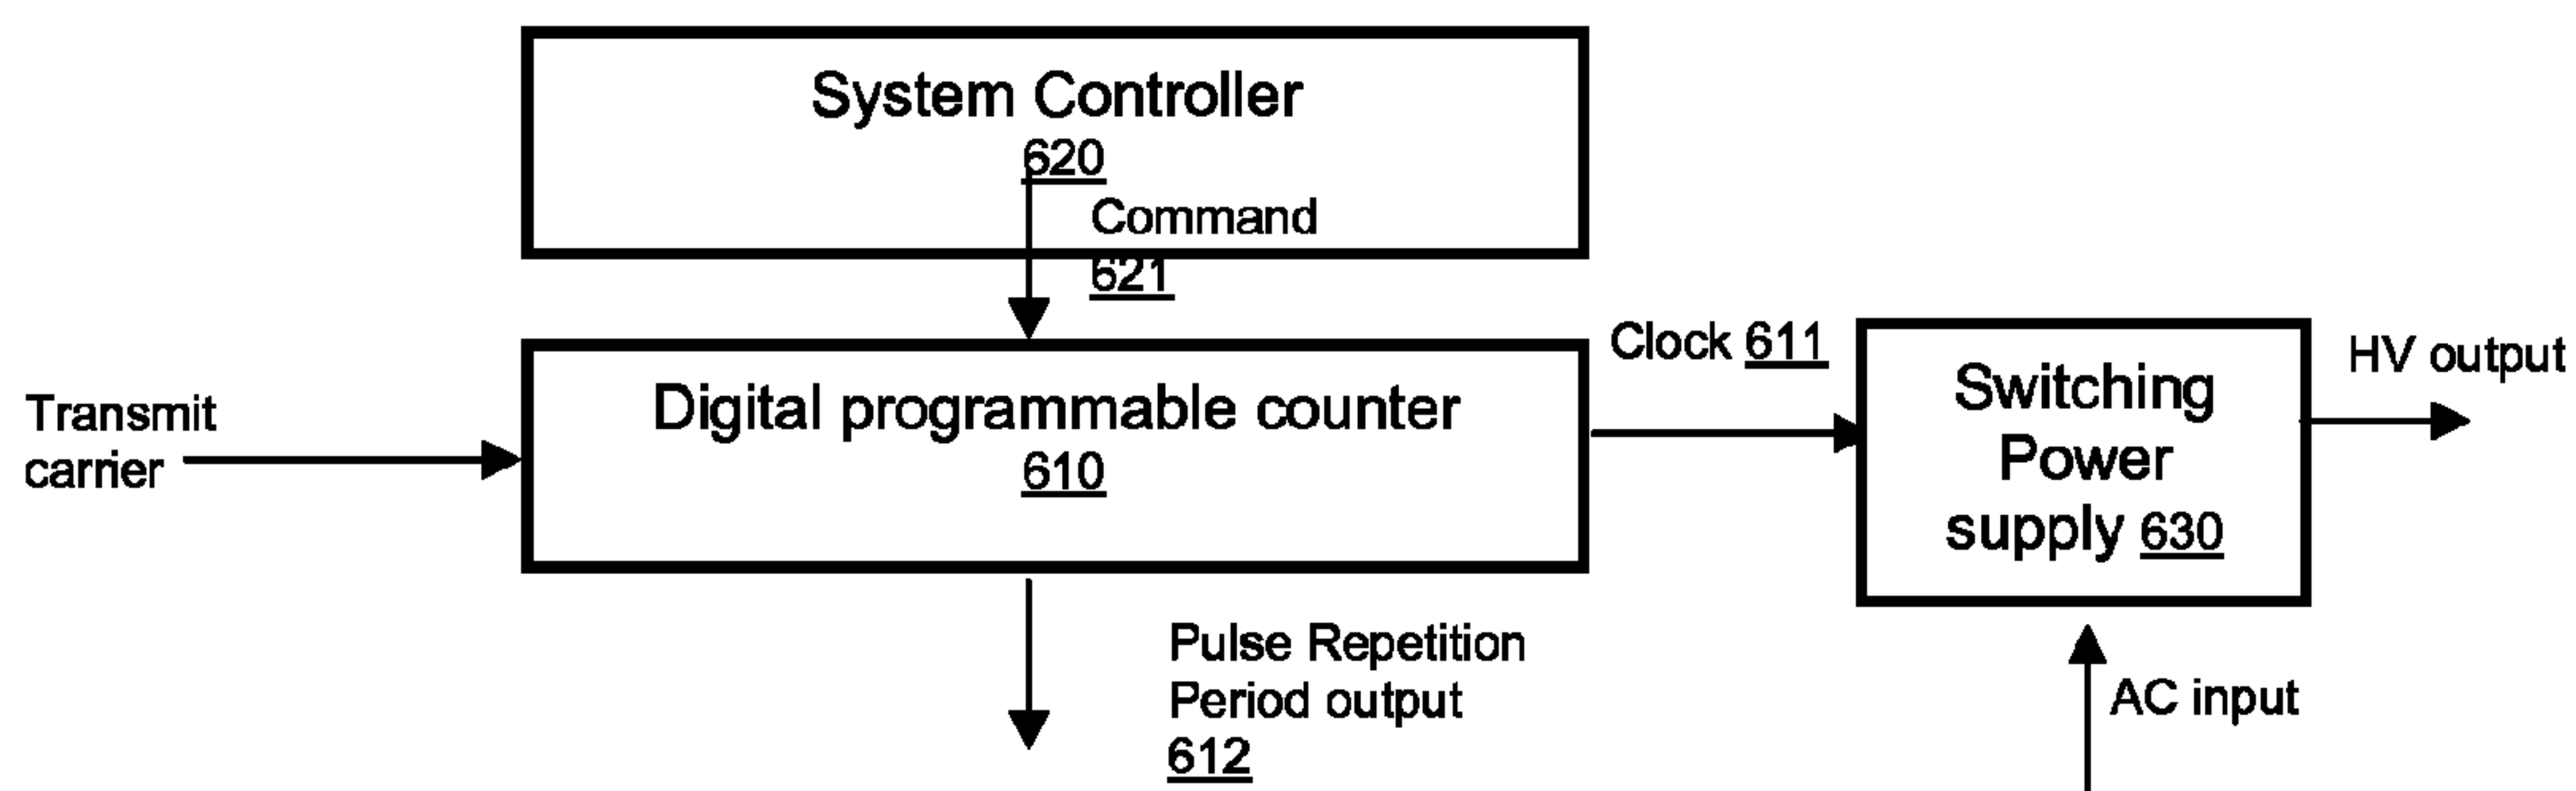 System Controller
620
Command
621
Transmit
carrier
Digital programmable counter
610
Clock 611
Switching
Power
supply 630
HV output
Pulse Repetition
Period output
612
AC input